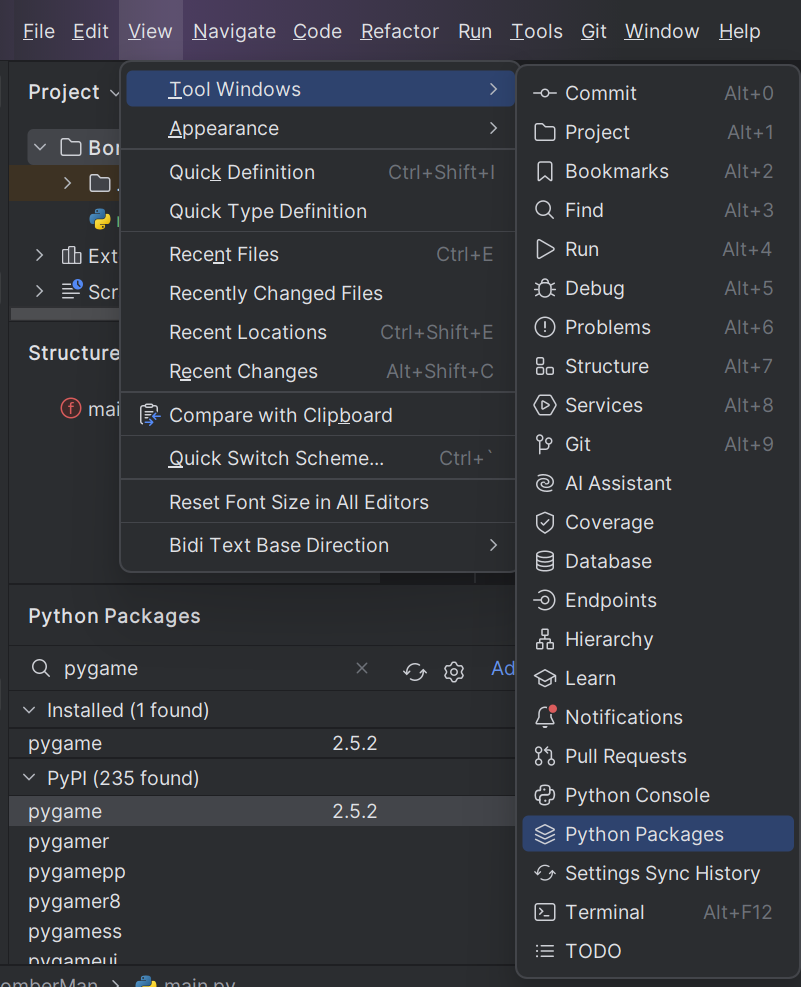 File Edit View Navigate Code Refactor Run Tools Git Window Help
Project
Bor
Ext
Scr
Structure
mai
Tool Windows
Appearance
Quick Definition Ctrl+Shift+I
Quick Type Definition
Recent Files Ctrl+E
Recently Changed Files
Recent Locations Ctrl+Shift+E
Recent Changes Alt+Shift+C
Compare with Clipboard
Quick Switch Scheme... Ctrl+`
Reset Font Size in All Editors
Bidi Text Base Direction
Commit Alt+0
Project Alt+1
Bookmarks Alt+2
Find Alt+3
Run Alt+4
Debug Alt+5
Problems Alt+6
Structure Alt+7
Services Alt+8
Git Alt+9
AI Assistant
Coverage
Database
Endpoints
Hierarchy
Learn
Notifications
Pull Requests
Python Console
Python Packages
Settings Sync History
Terminal Alt+F12
TODO
Python Packages
pygame
Ad
Installed (1 found)
pygame 2.5.2
PyPI (235 found)
pygame 2.5.2
pygamer
pygamepp
pygamer8
pygamess
pygameui
omberMan > main.py